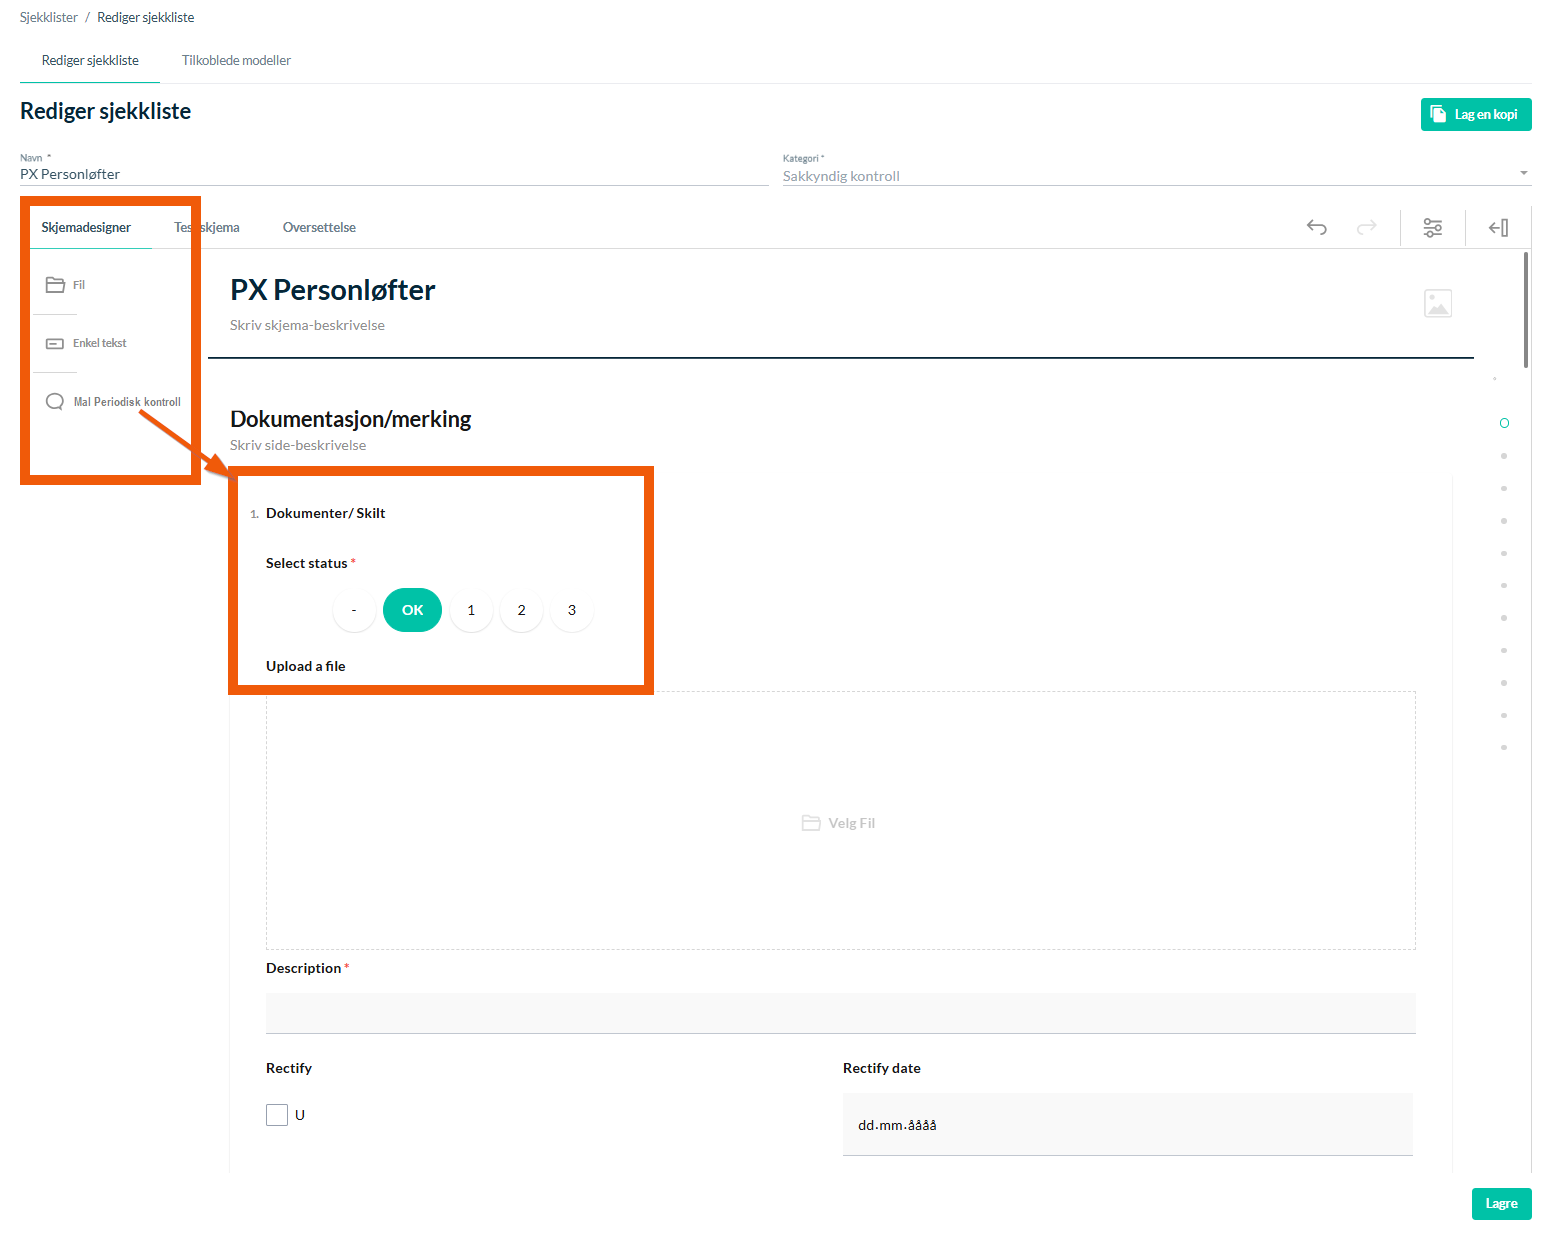 Sjekklister / Rediger sjekkliste
Rediger sjekkliste Tilkoblede modeller
Rediger sjekkliste
Lag en kopi
Navn *
PX Personløfter
Kategori *
Sakkyndig kontroll
Skjemadesigner skjema Oversettelse
Fil
Enkel tekst
Mal Periodisk kontroll
PX Personløfter
Skriv skjema-beskrivelse
Dokumentasjon/merking
Skriv side-beskrivelse
1. Dokumenter/ Skilt
Select status *
- OK 1 2 3
Upload a file
Velg Fil
Description *
Rectify
U
Rectify date
dd.mm.åååå
Lagre